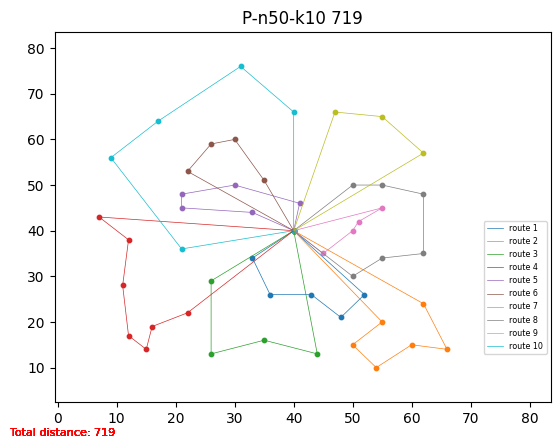 P-n50-k10 719
80
70
60
50
40
30
20
10
0 10 20 30 40 50 60 70 80
route 1
route 2
route 3
route 4
route 5
route 6
route 7
route 8
route 9
route 10
Total distance: 719